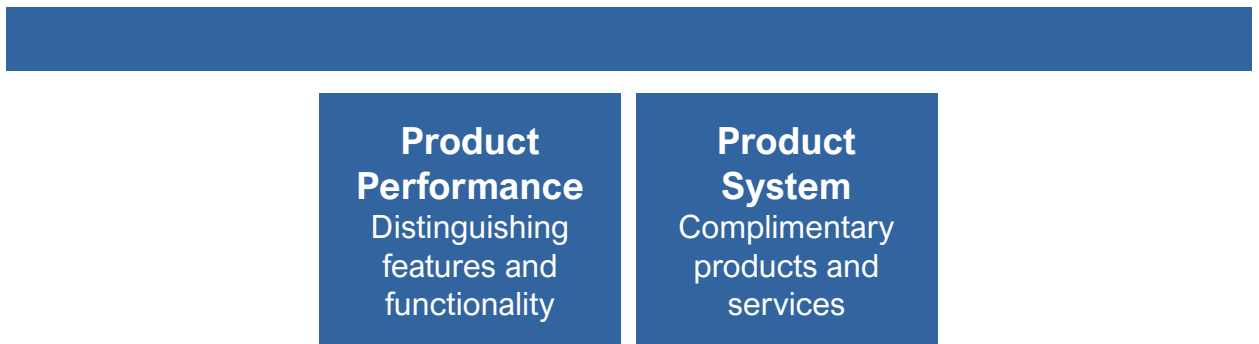 Product
Performance
Distinguishing
features and
functionality
Product
System
Complimentary
products and
services